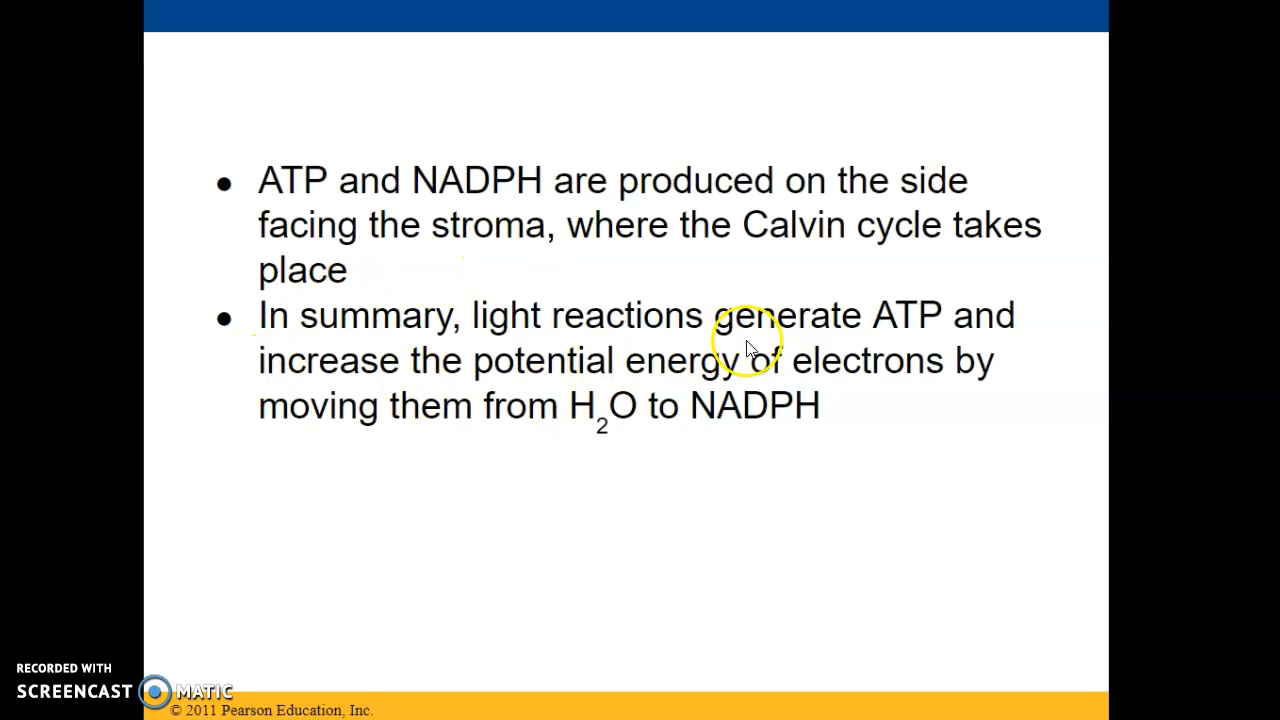 ● ATP and NADPH are produced on the side
facing the stroma, where the Calvin cycle takes
place
● In summary, light reactions generate ATP and
increase the potential energy of electrons by
moving them from H₂O to NADPH
RECORDED WITH
SCREENCAST MATIC
© 2011 Pearson Education, Inc.